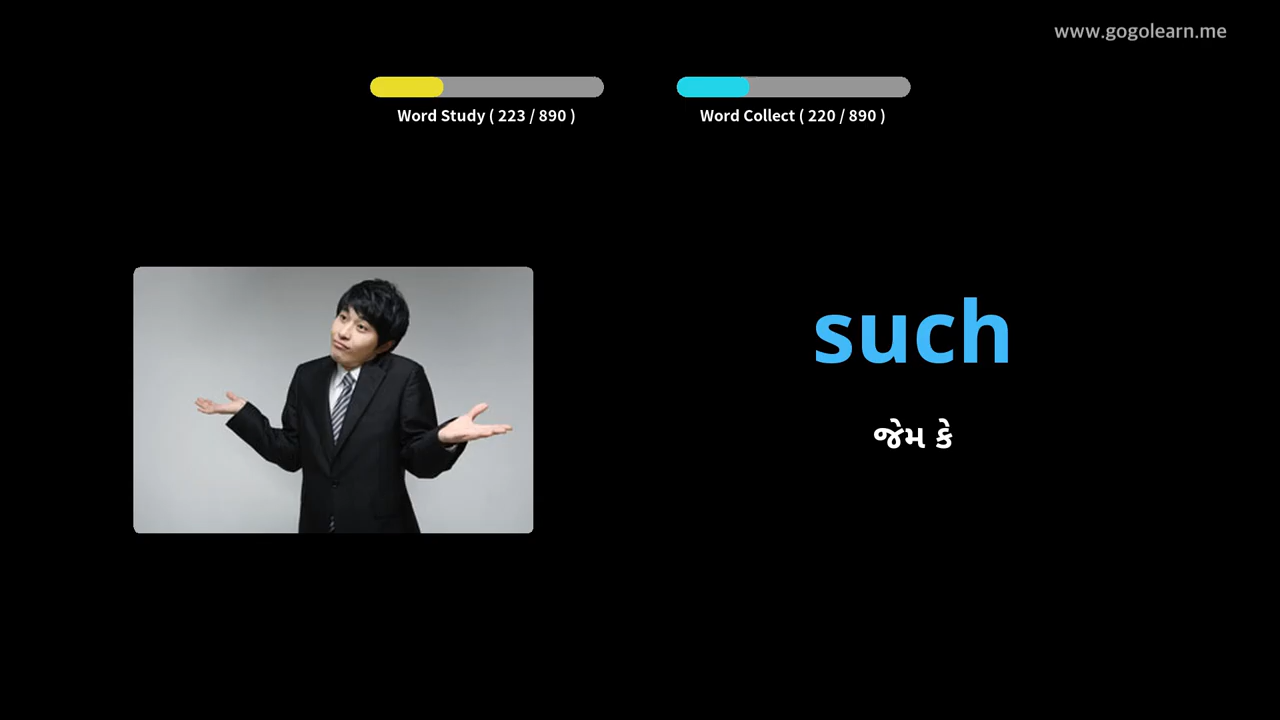 www.gogolearn.me
Word Study ( 223 / 890 )
Word Collect ( 220 / 890 )
such
જેમ કે